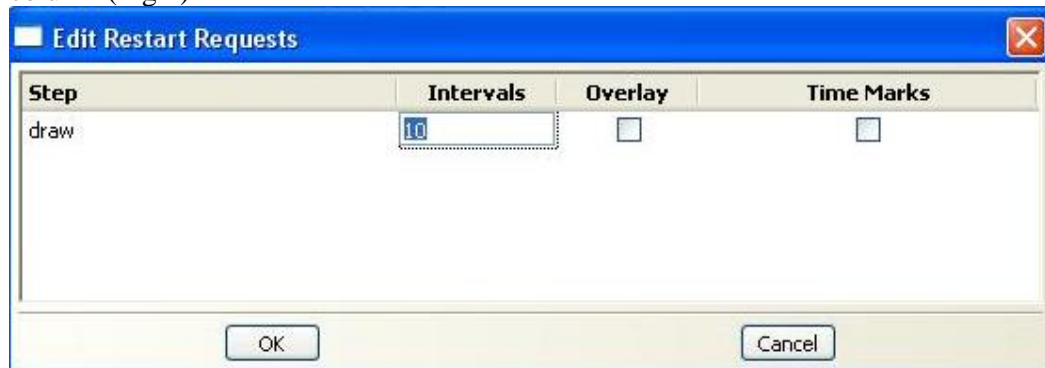 Edit Restart Requests
Step Intervals Overlay Time Marks
draw 10
OK Cancel